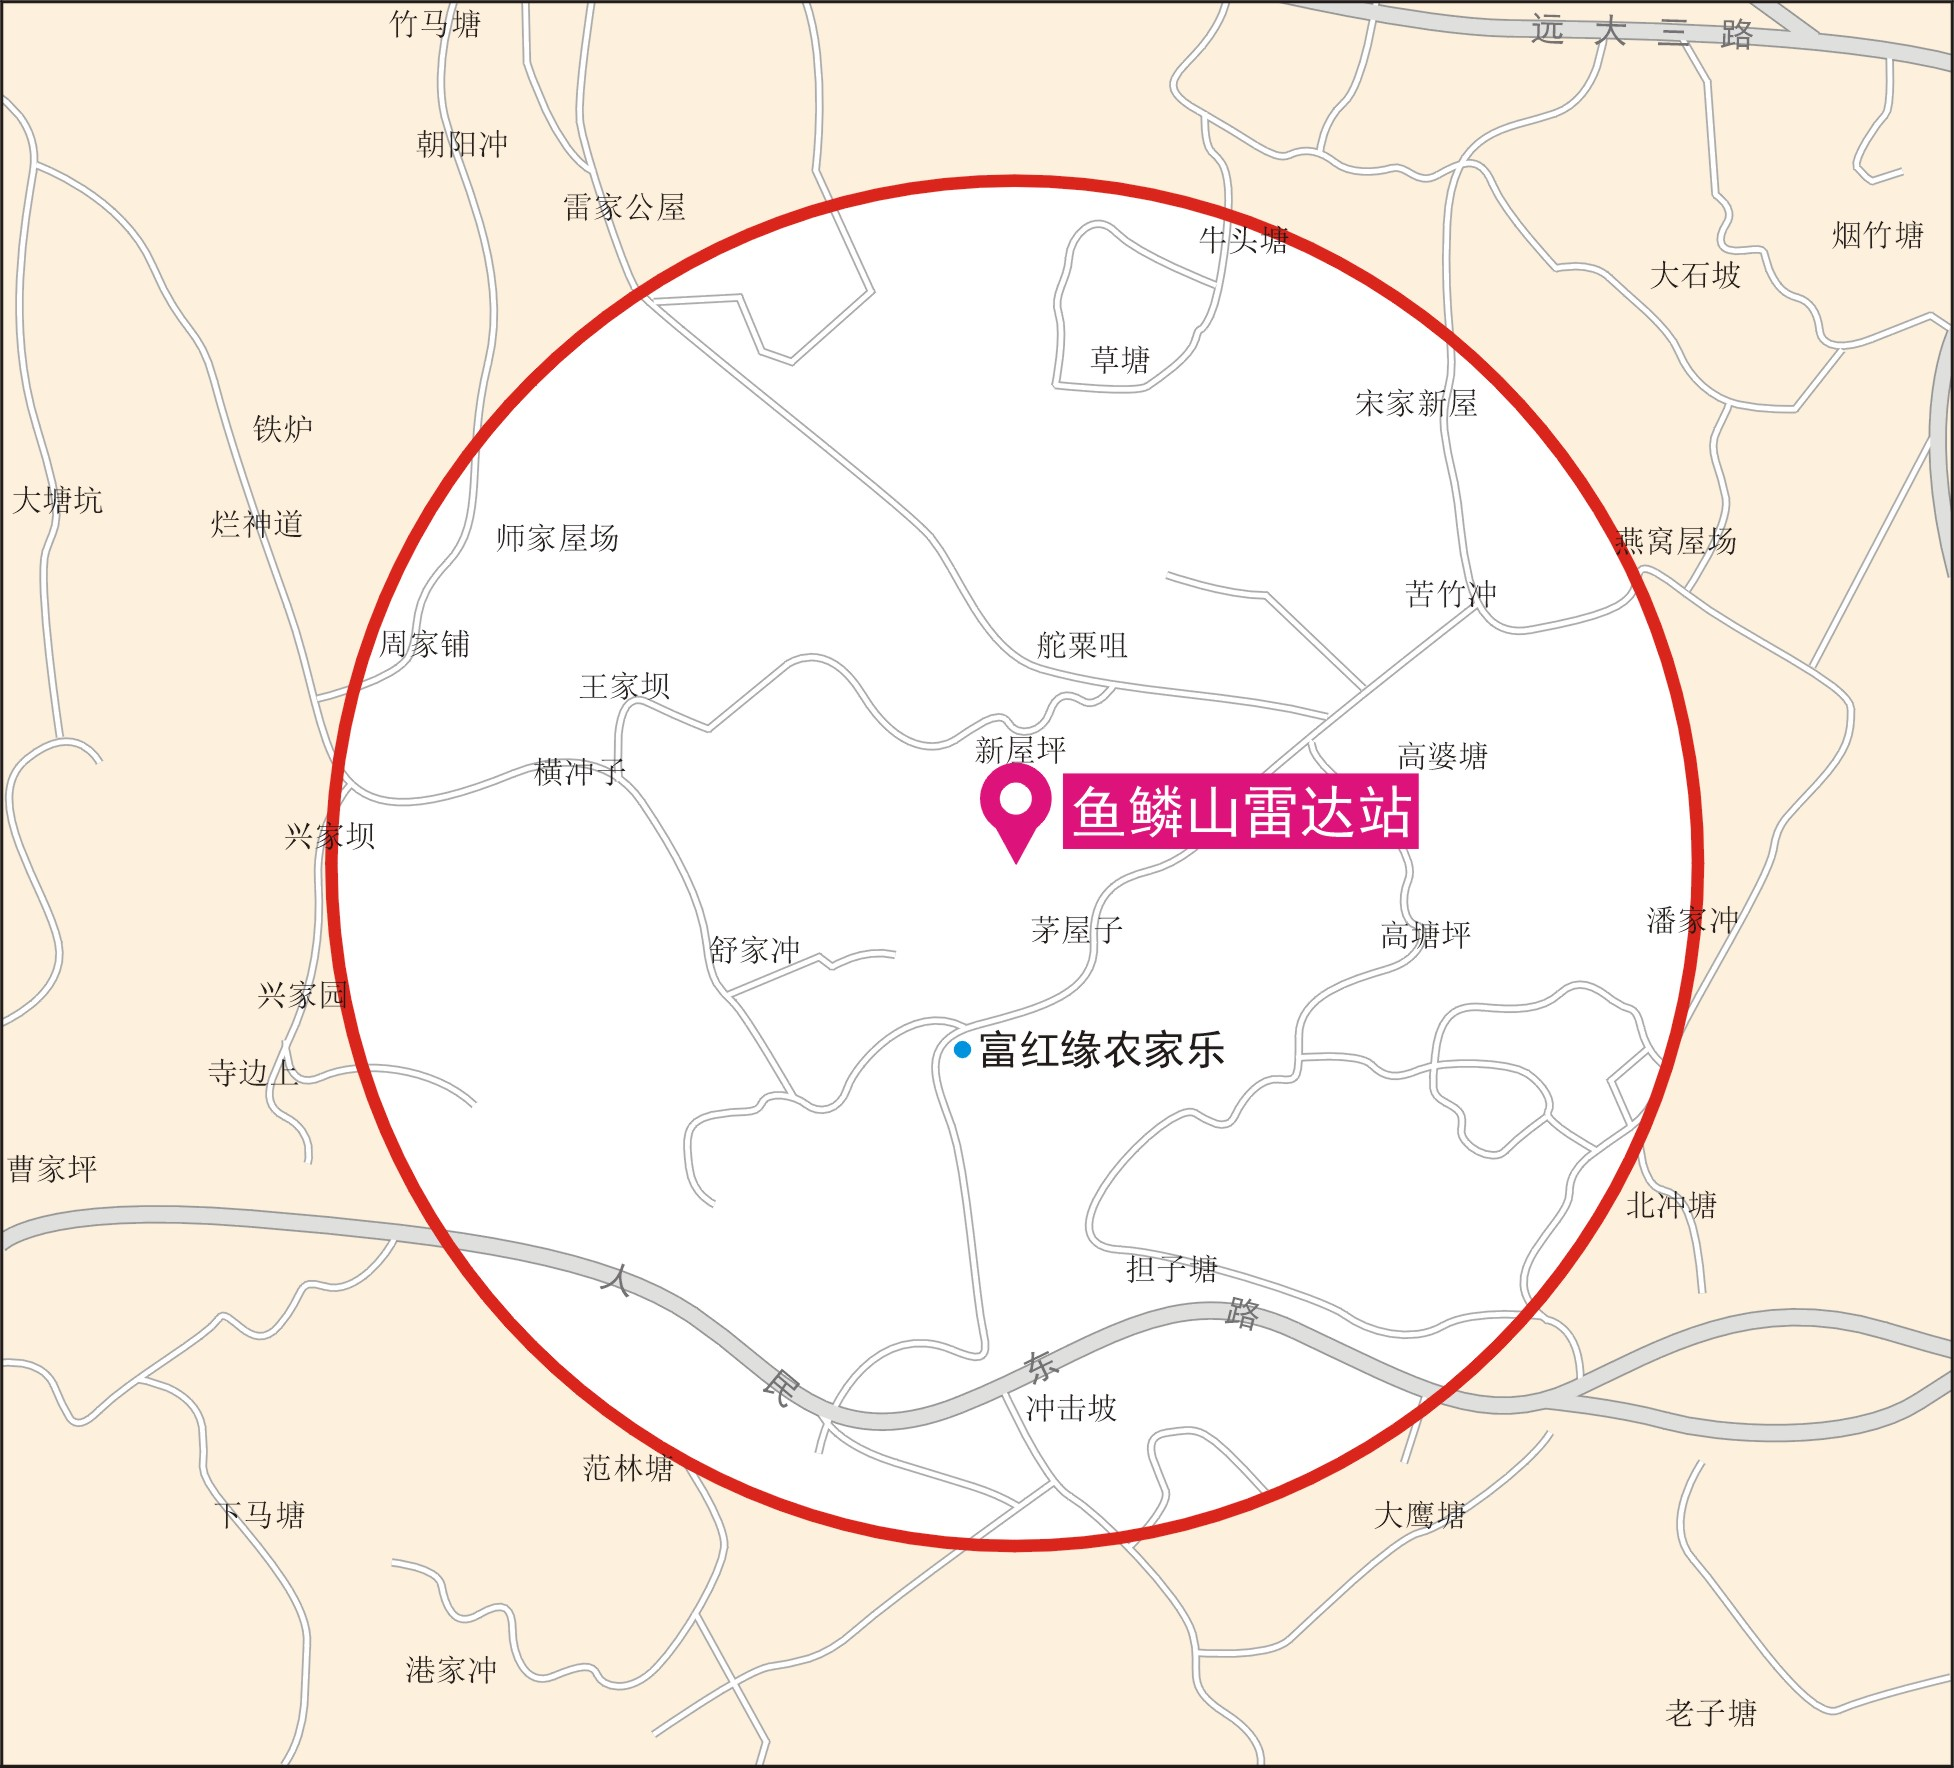 竹马塘
远大三路
朝阳冲
雷家公屋
牛头塘
烟竹塘
大石坡
草塘
宋家新屋
铁炉
大塘坑
烂神道
师家屋场
燕窝屋场
苦竹冲
周家铺
舵粟咀
王家坝
新屋坪
高婆塘
横冲子
鱼鳞山雷达站
兴家坝
茅屋子
潘家冲
高塘坪
舒家冲
兴家园
富红缘农家乐
寺边上
曹家坪
北冲塘
担子塘
人民东路
冲击坡
范林塘
下马塘
大鹰塘
港家冲
老子塘